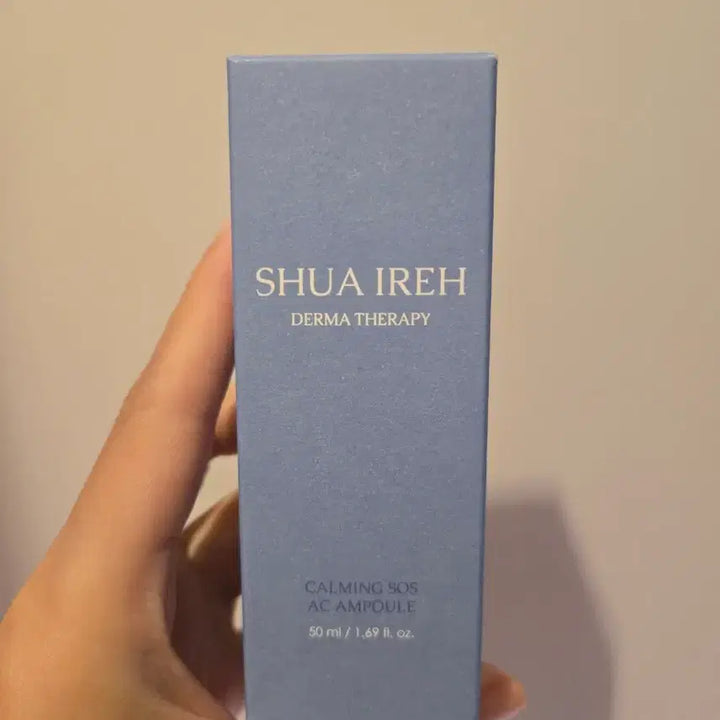 SHUA IREH
DERMA THERAPY
CALMING SOS
AC AMPOULE
50 ml / 1.69 fl. oz.